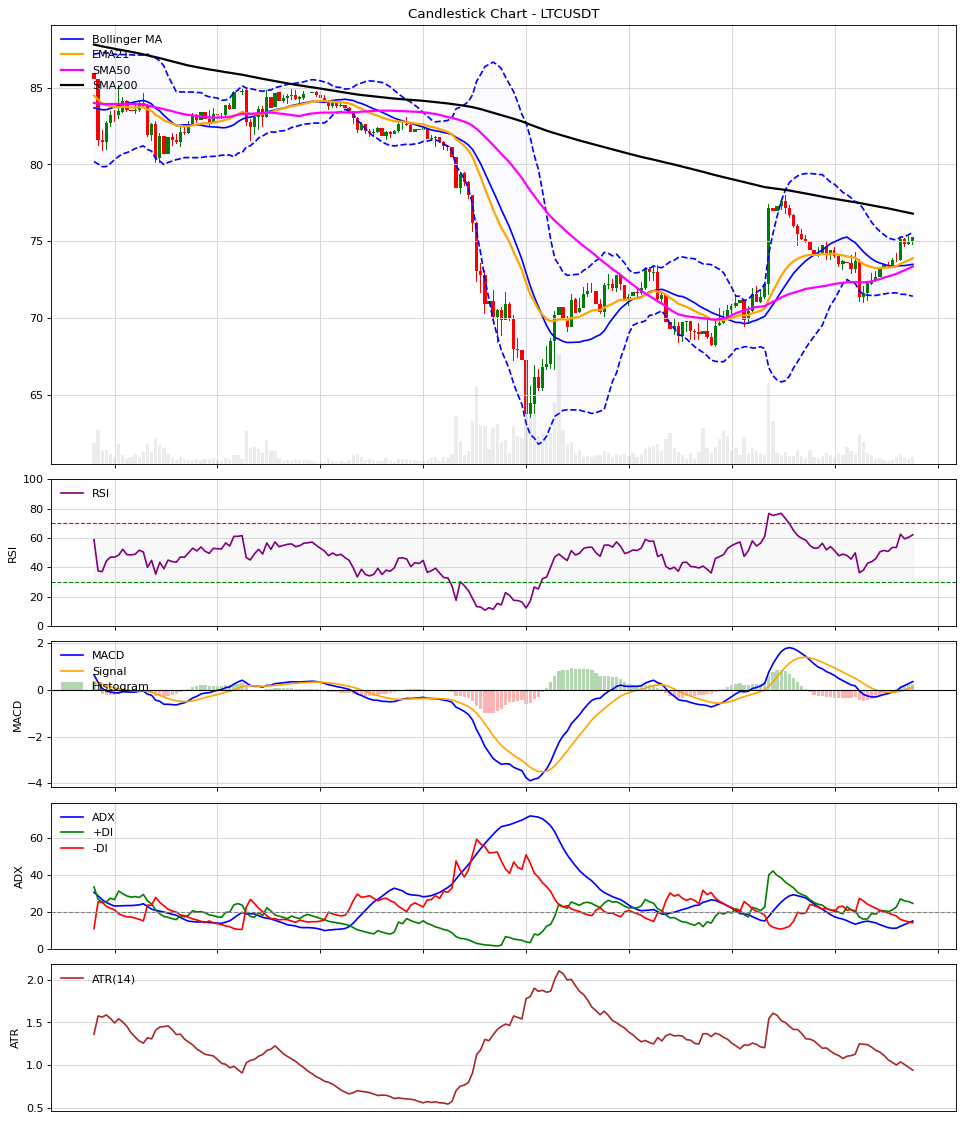 Candlestick Chart - LTCUSDT
Bollinger MA
EMA21
SMA50
SMA200
85
80
75
70
65
RSI
100
80
60
40
20
0
RSI
MACD
Signal
Histogram
2
0
−2
−4
MACD
ADX
+DI
-DI
60
40
20
0
ADX
ATR(14)
2.0
1.5
1.0
0.5
ATR